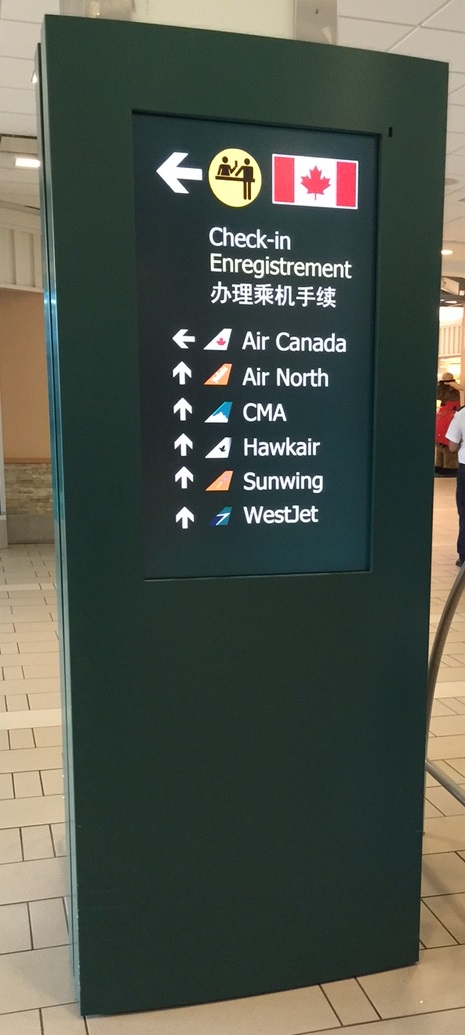 Check-in
Enregistrement
办理乘机手续
Air Canada
Air North
CMA
Hawkair
Sunwing
WestJet